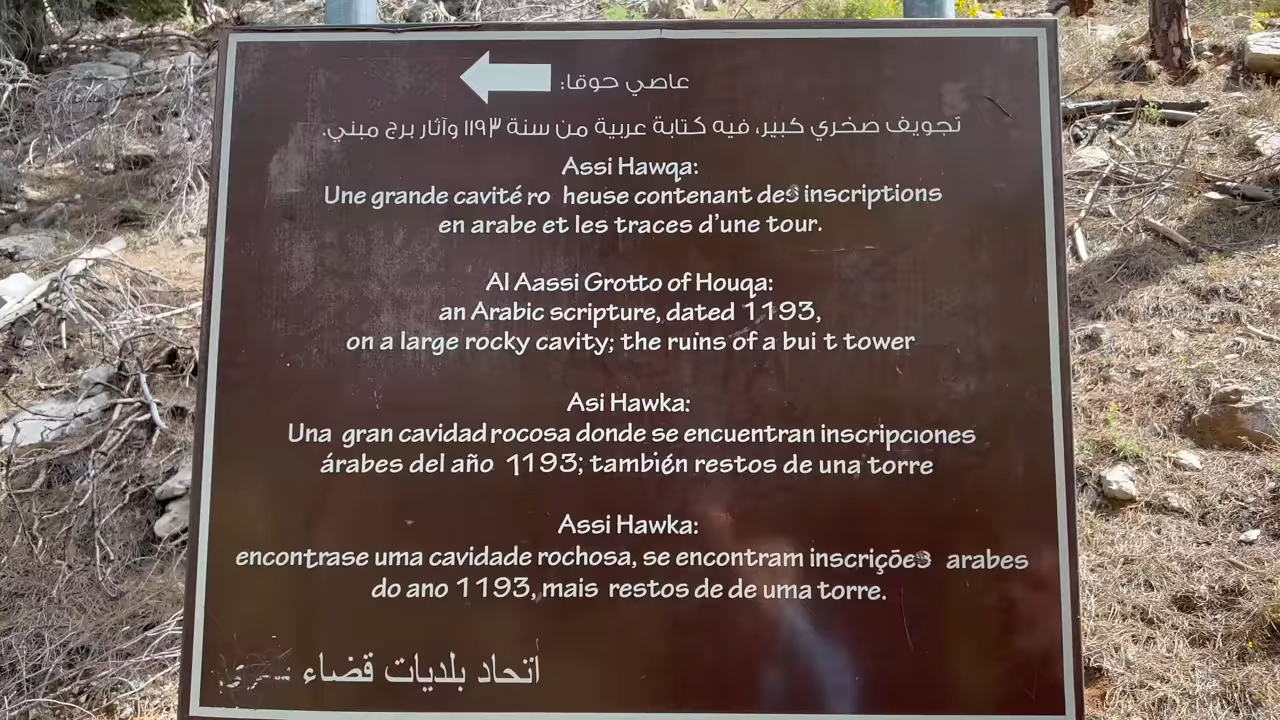 عاصي حوقا:
تجويف صخري كبير، فيه كتابة عربية من سنة ١١٩٣ وآثار برج مبني.
Assi Hawqa:
Une grande cavité ro heuse contenant des inscriptions
en arabe et les traces d'une tour.
Al Aassi Grotto of Houqa:
an Arabic scripture, dated 1193,
on a large rocky cavity; the ruins of a bui t tower
Asi Hawka:
Una gran cavidad rocosa donde se encuentran inscripciones
árabes del año 1193; también restos de una torre
Assi Hawka:
encontrase uma cavidade rochosa, se encontram inscrições arabes
do ano 1193, mais restos de de uma torre.
اتحاد بلديات قضاء